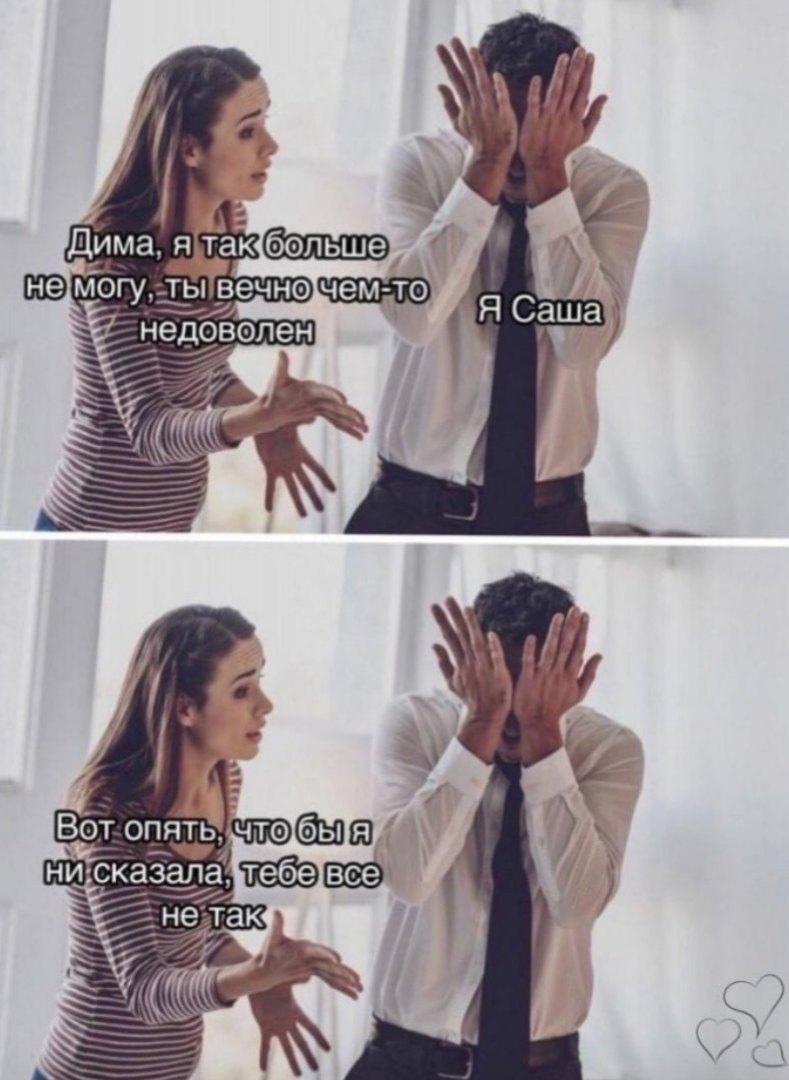 Дима, я так больше
не могу, ты вечно чем-то
недоволен
Я Саша
Вот опять, что бы я
ни сказала, тебе все
не так